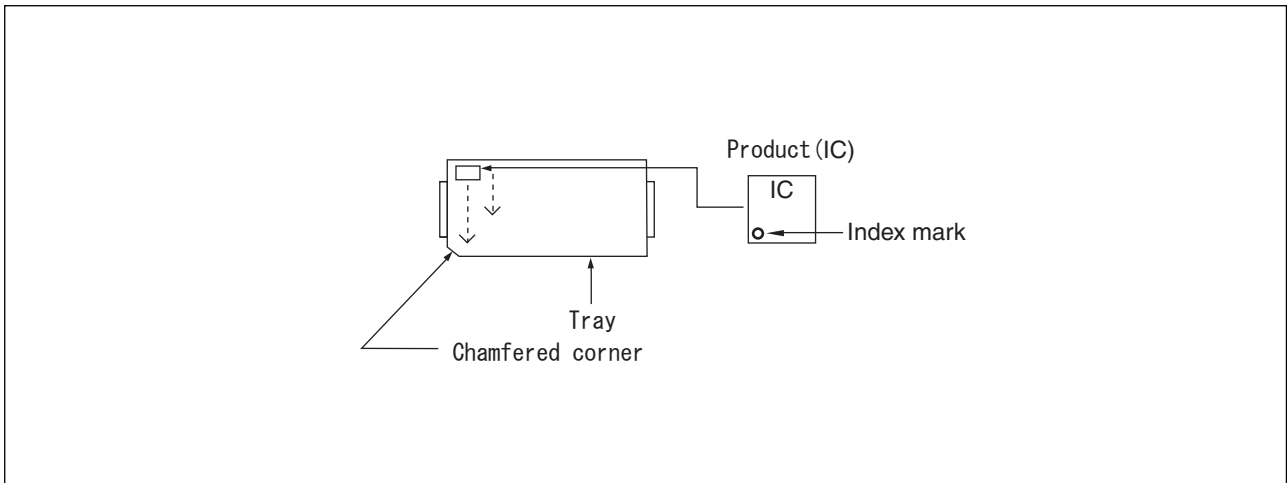 Product(IC)
IC
Index mark
Tray
Chamfered corner